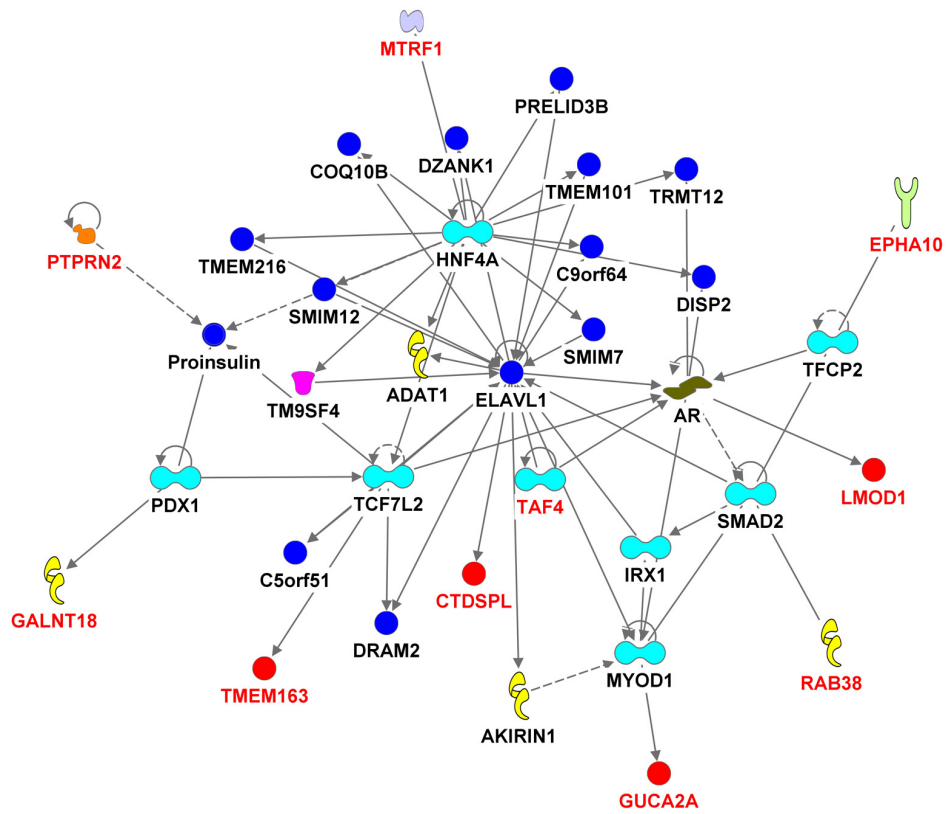 MTRF1
PRELID3B
COQ10B
DZANK1
TMEM101
TRMT12
PTPRN2
TMEM216
HNF4A
C9orf64
EPHA10
DISP2
SMIM12
Proinsulin
SMIM7
TFCP2
TM9SF4
ADAT1
ELAVL1
AR
PDX1
TCF7L2
TAF4
SMAD2
LMOD1
C5orf51
IRX1
GALNT18
CTDSPL
DRAM2
MYOD1
RAB38
TMEM163
AKIRIN1
GUCA2A